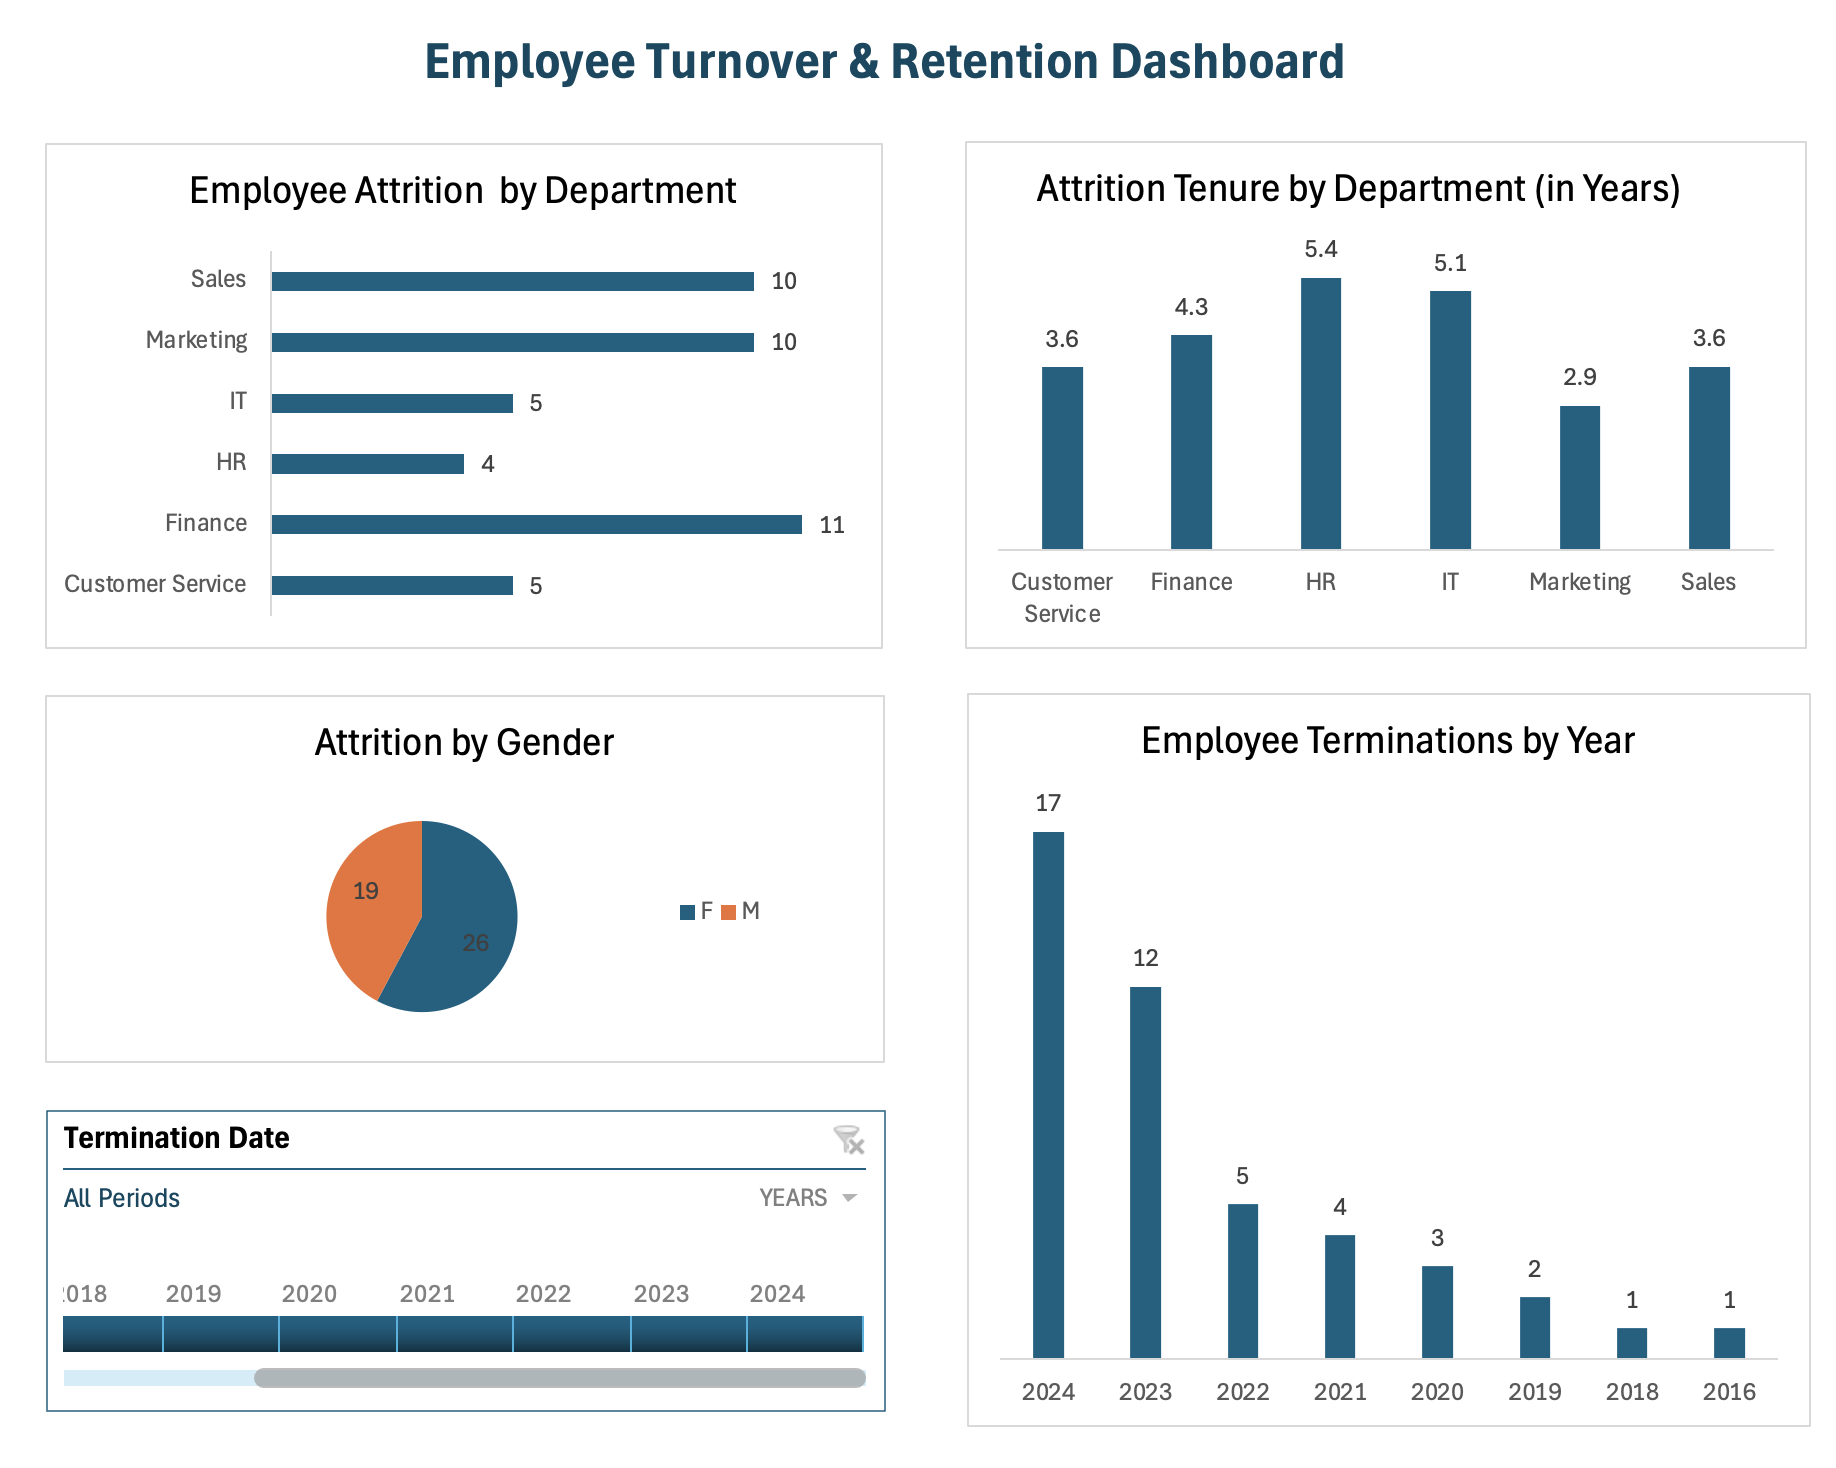 Employee Turnover & Retention Dashboard
Employee Attrition  by Department
Sales 10
Marketing 10
IT 5
HR 4
Finance 11
Customer Service 5
Attrition Tenure by Department (in Years)
3.6 4.3 5.4 5.1 2.9 3.6
Customer Service Finance HR IT Marketing Sales
Attrition by Gender
19
26
F M
Employee Terminations by Year
17 12 5 4 3 2 1 1
2024 2023 2022 2021 2020 2019 2018 2016
Termination Date
All Periods YEARS
2018 2019 2020 2021 2022 2023 2024